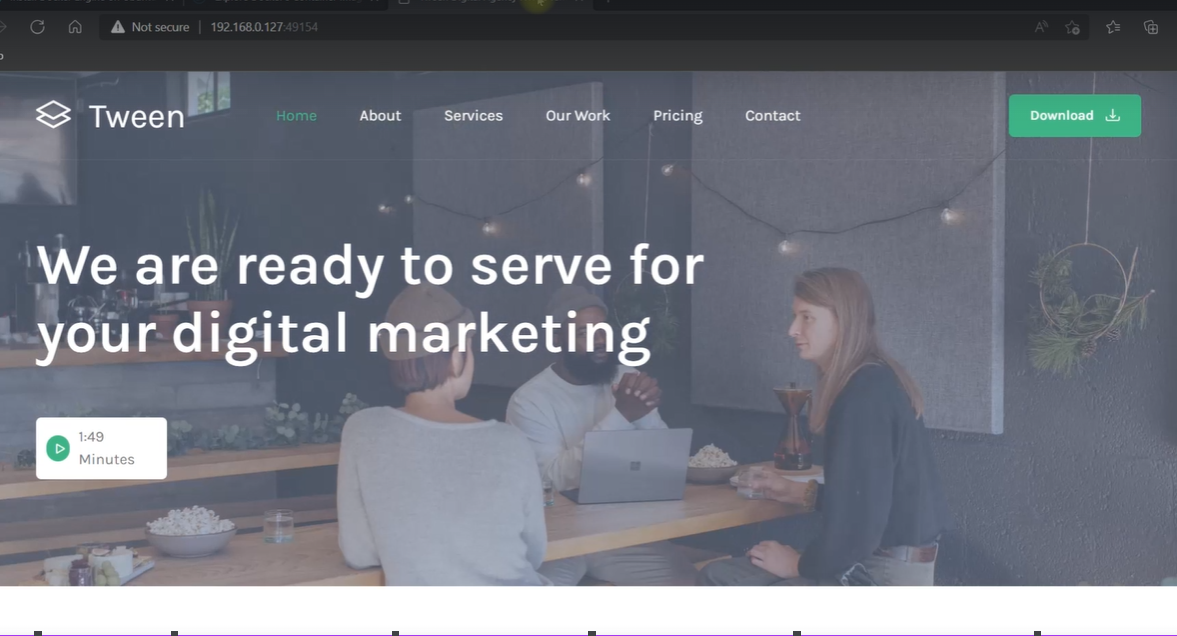 Not secure | 192.168.0.127:49154
Tween
Home About Services Our Work Pricing Contact
Download
We are ready to serve for
your digital marketing
1:49
Minutes